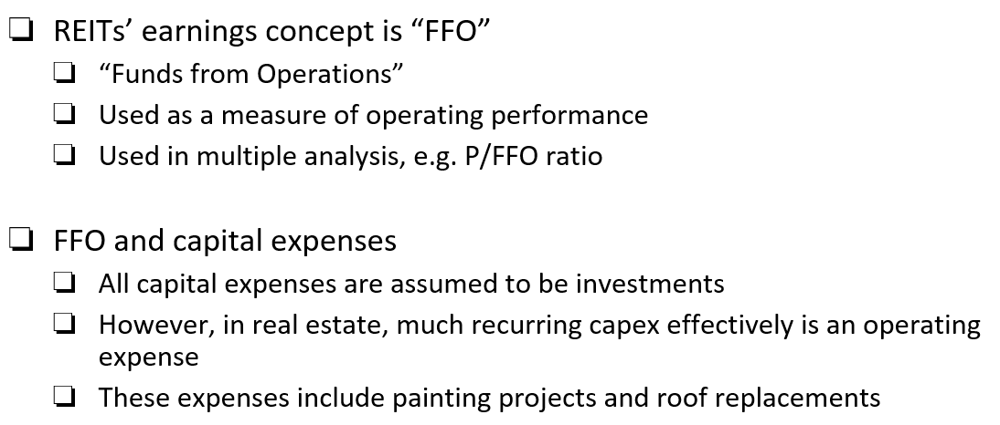 ❑ REITs’ earnings concept is “FFO”
❑ “Funds from Operations”
❑ Used as a measure of operating performance
❑ Used in multiple analysis, e.g. P/FFO ratio
❑ FFO and capital expenses
❑ All capital expenses are assumed to be investments
❑ However, in real estate, much recurring capex effectively is an operating
expense
❑ These expenses include painting projects and roof replacements